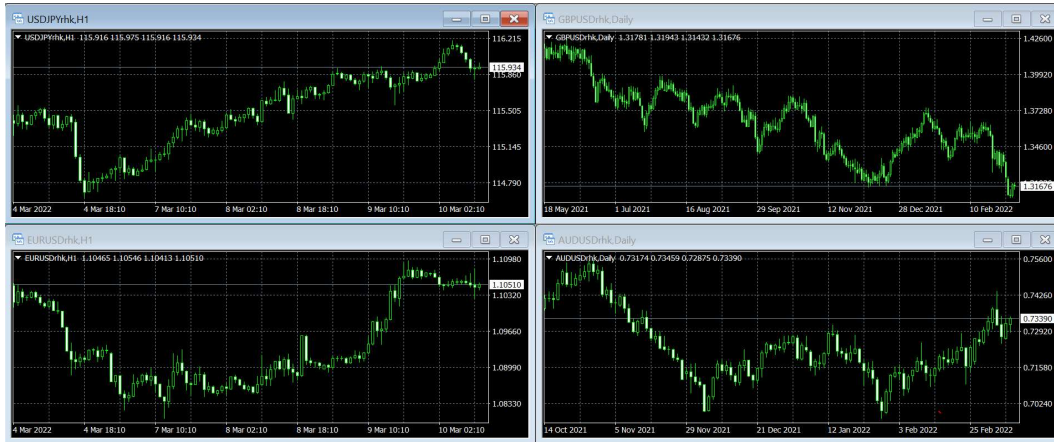 USDJPYrhk,H1
USDJPYrhk,H1 115.916 115.975 115.916 115.934
116.215
115.934
115.860
115.505
115.145
114.790
4 Mar 2022 4 Mar 18:10 7 Mar 10:10 8 Mar 02:10 8 Mar 18:10 9 Mar 10:10 10 Mar 02:10
GBPUSDrhk,Daily
GBPUSDrhk,Daily 1.31781 1.31943 1.31432 1.31676
1.42600
1.39920
1.37280
1.34600
1.31676
18 May 2021 1 Jul 2021 16 Aug 2021 29 Sep 2021 12 Nov 2021 28 Dec 2021 10 Feb 2022
EURUSDrhk,H1
EURUSDrhk,H1 1.10465 1.10546 1.10413 1.10510
1.10980
1.10510
1.10320
1.09660
1.08990
1.08330
4 Mar 2022 4 Mar 18:10 7 Mar 10:10 8 Mar 02:10 8 Mar 18:10 9 Mar 10:10 10 Mar 02:10
AUDUSDrhk,Daily
AUDUSDrhk,Daily 0.73174 0.73459 0.72875 0.73390
0.75600
0.74260
0.73390
0.72920
0.71580
0.70240
14 Oct 2021 5 Nov 2021 29 Nov 2021 21 Dec 2021 12 Jan 2022 3 Feb 2022 25 Feb 2022